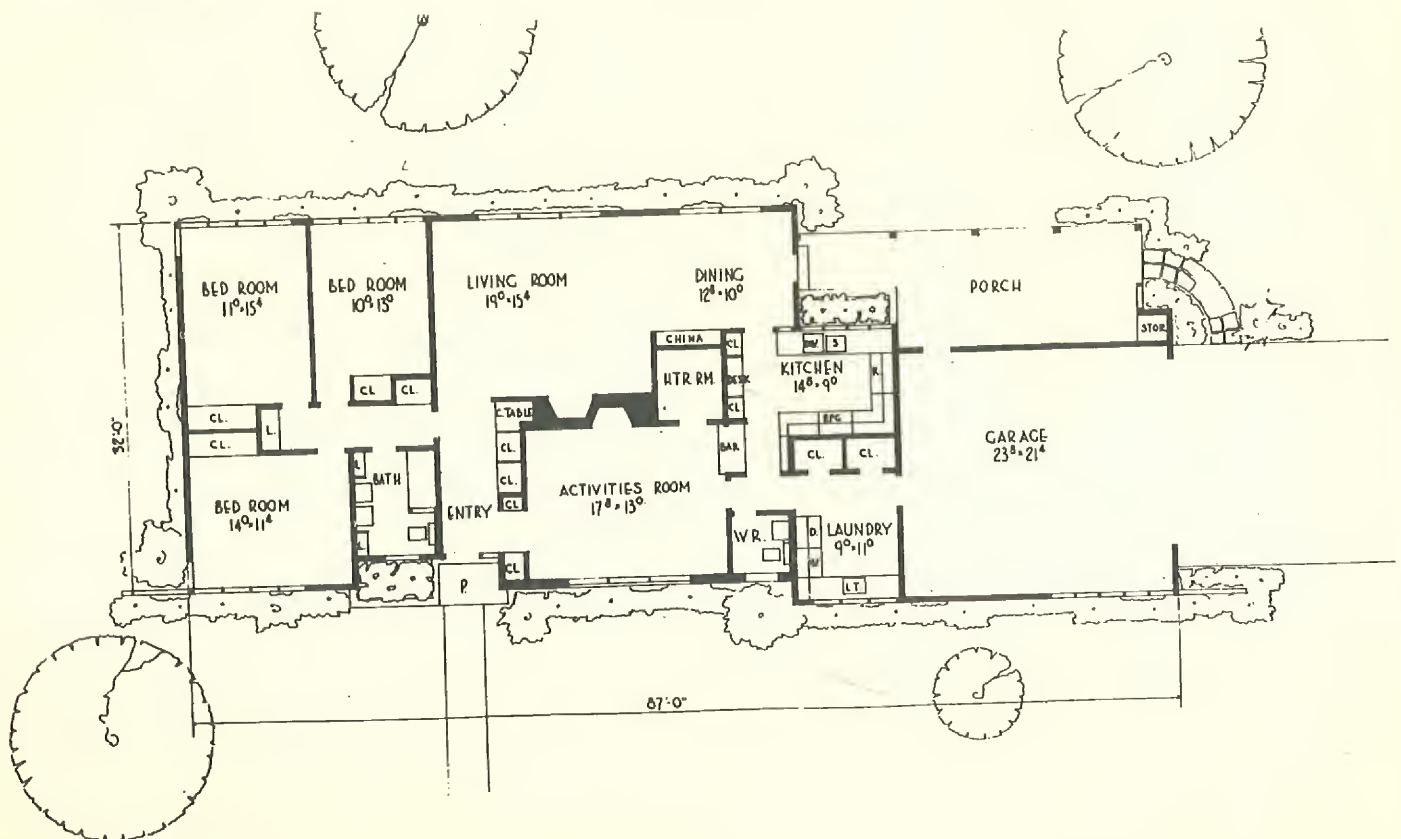 BED ROOM
11⁰·15⁴
BED ROOM
10⁰·13⁰
LIVING ROOM
19⁰·15⁴
DINING
12⁸·10⁰
PORCH
STOR.
CHINA
HTR RM.
CL
DESK
CL
DW
S
KITCHEN
14⁸·9⁰
R.
RFG
CL.
CL.
BAR
GARAGE
23⁸·21⁴
32'-0"
CL.
CL.
L.
CL
CL.
C.TABLE
CL.
CL.
CL
BATH
L
L
BED ROOM
14⁰·11⁴
ENTRY
ACTIVITIES ROOM
17⁸·13⁰
W.R.
D.
W
LAUNDRY
9⁰·11⁰
LT
CL
P.
87'-0"